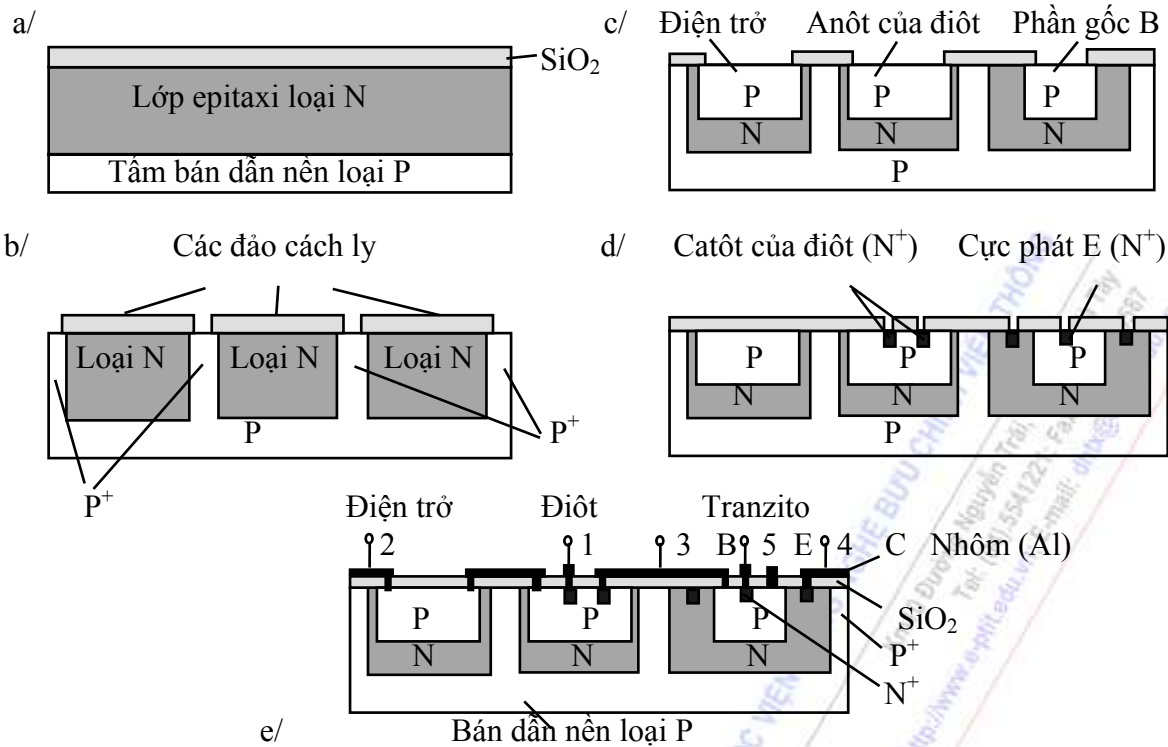 a/
SiO2
Lớp epitaxi loại N
Tấm bán dẫn nền loại P
c/ Điện trở Anôt của điôt Phần gốc B
P P P
N N N
P
b/ Các đảo cách ly
Loại N Loại N Loại N
P
P+
P+
d/ Catôt của điôt (N+) Cực phát E (N+)
P P P
N N N
P
Điện trở Điôt Tranzito
2 1 3 B 5 E 4 C Nhôm (Al)
P P P
SiO2
N N N
P+
N+
e/ Bán dẫn nền loại P